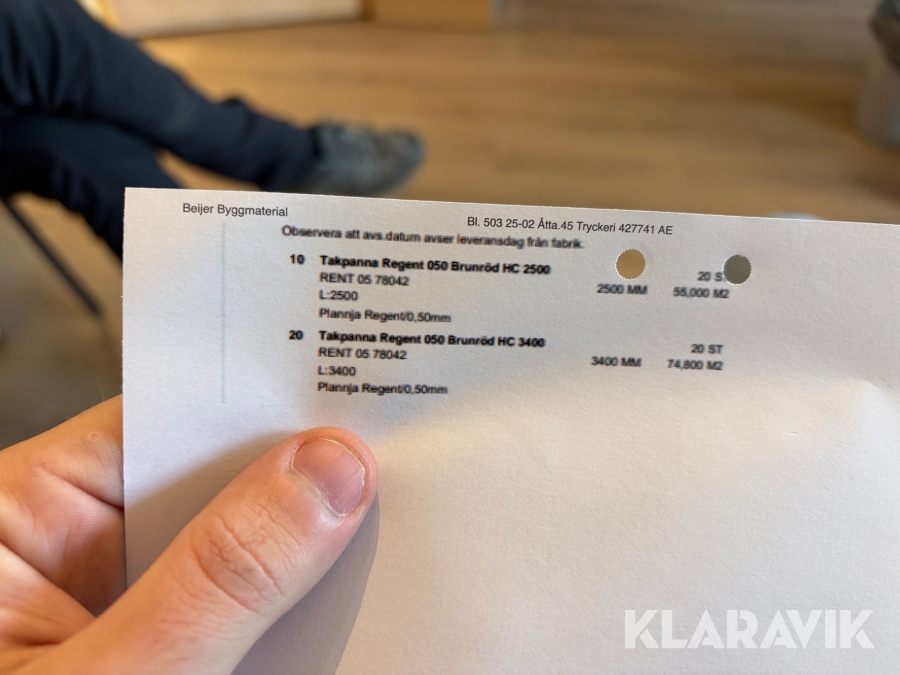 Beijer Byggmaterial
Bl. 503 25-02 Åtta.45 Tryckeri 427741 AE
Observera att avs.datum avser leveransdag från fabrik.
10 Takpanna Regent 050 Brunröd HC 2500 20 S
RENT 05 78042 2500 MM 55,000 M2
L:2500
Plannja Regent/0,50mm
20 Takpanna Regent 050 Brunröd HC 3400 20 ST
RENT 05 78042 3400 MM 74,800 M2
L:3400
Plannja Regent/0,50mm
KLARAVIK